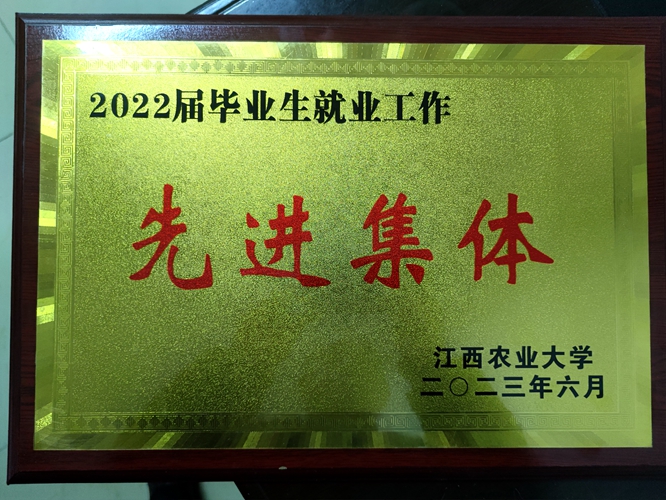 2022届毕业生就业工作
先进集体
江西农业大学
二〇二三年六月